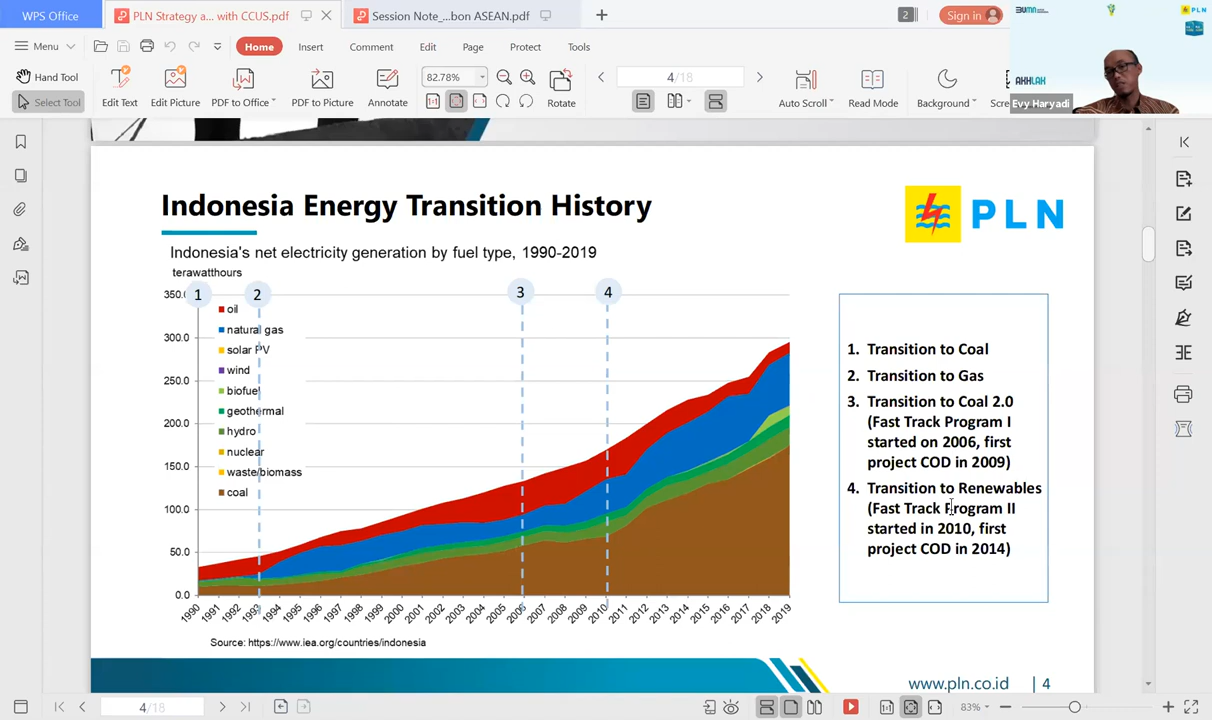 WPS Office
PLN Strategy a... with CCUS.pdf
Session Note_...bon ASEAN.pdf
2
Sign in
BUMN
PLN
Menu
Home
Insert
Comment
Edit
Page
Protect
Tools
AKHLAK
Evy Haryadi
Hand Tool
Select Tool
Edit Text
Edit Picture
PDF to Office
PDF to Picture
Annotate
82.78%
Rotate
4/18
Auto Scroll
Read Mode
Background
Indonesia Energy Transition History
PLN
Indonesia's net electricity generation by fuel type, 1990-2019
terawatthours
350.0
300.0
250.0
200.0
150.0
100.0
50.0
0.0
1
2
3
4
oil
natural gas
solar PV
wind
biofuel
geothermal
hydro
nuclear
waste/biomass
coal
1990 1991 1992 1993 1994 1995 1996 1997 1998 1999 2000 2001 2002 2003 2004 2005 2006 2007 2008 2009 2010 2011 2012 2013 2014 2015 2016 2017 2018 2019
Source: https://www.iea.org/countries/indonesia
1. Transition to Coal
2. Transition to Gas
3. Transition to Coal 2.0
(Fast Track Program I
started on 2006, first
project COD in 2009)
4. Transition to Renewables
(Fast Track Program II
started in 2010, first
project COD in 2014)
www.pln.co.id | 4
4/18
83%